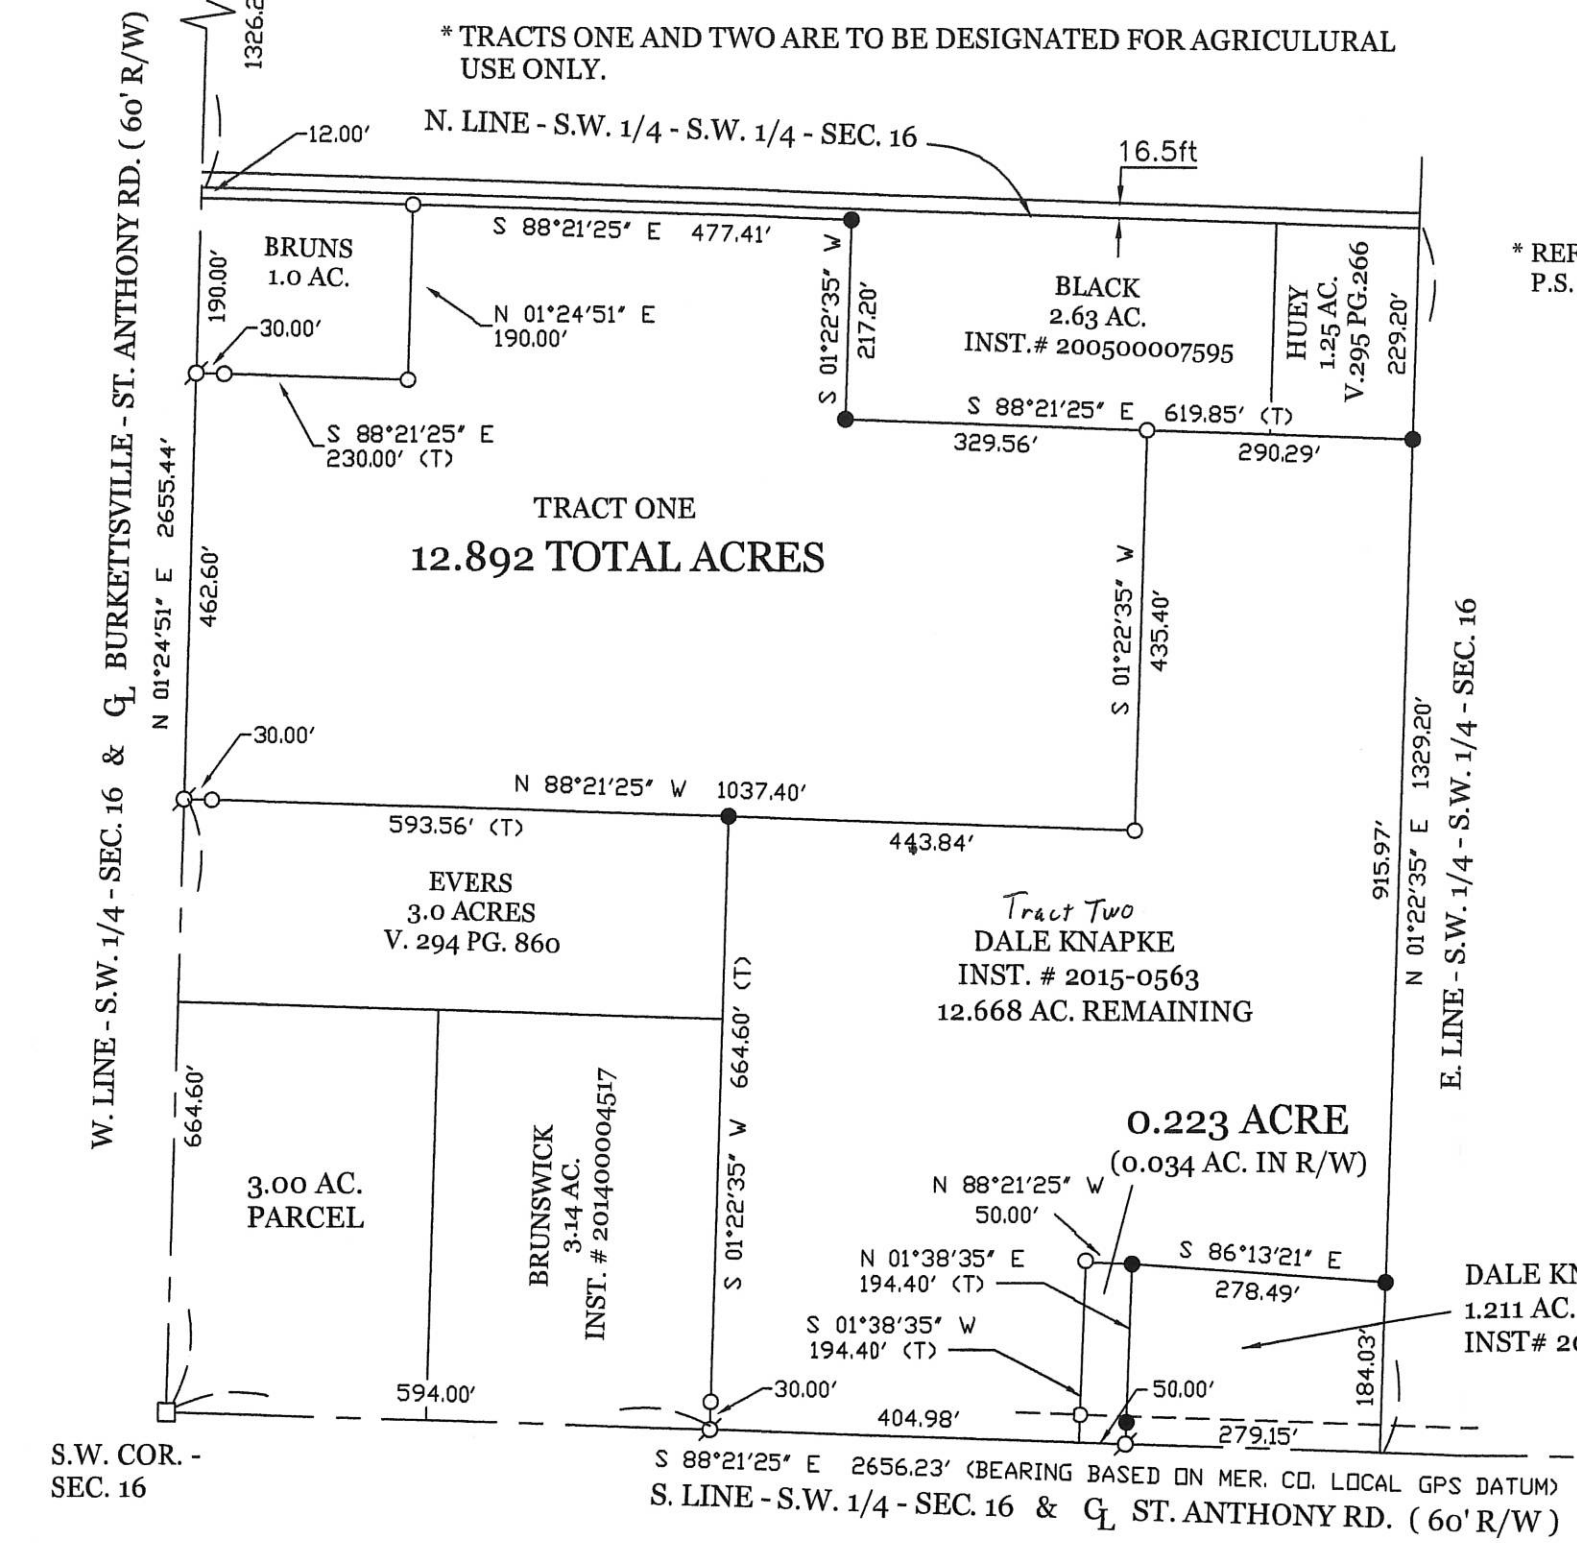 1326.2
* TRACTS ONE AND TWO ARE TO BE DESIGNATED FOR AGRICULURAL
USE ONLY.
12.00'
N. LINE - S.W. 1/4 - S.W. 1/4 - SEC. 16
16.5ft
S 88°21'25" E 477.41'
BRUNS
1.0 AC.
190.00'
30.00'
N 01°24'51" E
190.00'
S 88°21'25" E
230.00' (T)
S 01°22'35" W
217.20'
BLACK
2.63 AC.
INST.# 200500007595
HUEY
1.25 AC.
V.295 PG.266
229.20'
* REF
P.S.
S 88°21'25" E 619.85' (T)
329.56'
290.29'
W. LINE - S.W. 1/4 - SEC. 16 & CL BURKETTSVILLE - ST. ANTHONY RD. ( 60' R/W)
N 01°24'51" E 2655.44'
462.60'
TRACT ONE
12.892 TOTAL ACRES
S 01°22'35" W
435.40'
30.00'
N 88°21'25" W 1037.40'
593.56' (T)
443.84'
915.97'
N 01°22'35" E 1329.20'
E. LINE - S.W. 1/4 - S.W. 1/4 - SEC. 16
EVERS
3.0 ACRES
V. 294 PG. 860
Tract Two
DALE KNAPKE
INST. # 2015-0563
12.668 AC. REMAINING
664.60'
S 01°22'35" W 664.60' (T)
3.00 AC.
PARCEL
BRUNSWICK
3.14 AC.
INST. # 201400004517
0.223 ACRE
(0.034 AC. IN R/W)
N 88°21'25" W
50.00'
N 01°38'35" E
194.40' (T)
S 86°13'21" E
278.49'
S 01°38'35" W
194.40' (T)
DALE KN
1.211 AC.
INST# 20
184.03'
594.00'
30.00'
50.00'
404.98'
279.15'
S.W. COR. -
SEC. 16
S 88°21'25" E 2656.23' (BEARING BASED ON MER. CO. LOCAL GPS DATUM)
S. LINE - S.W. 1/4 - SEC. 16 & CL ST. ANTHONY RD. ( 60' R/W )